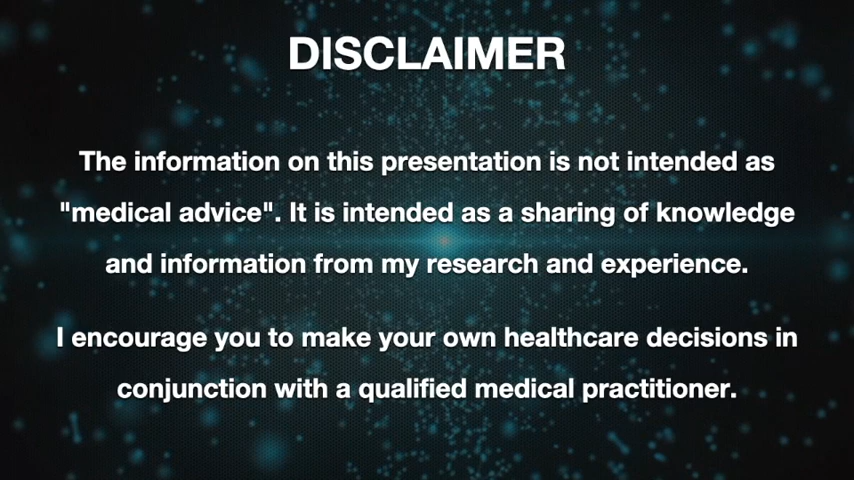 DISCLAIMER
The information on this presentation is not intended as
"medical advice". It is intended as a sharing of knowledge
and information from my research and experience.
I encourage you to make your own healthcare decisions in
conjunction with a qualified medical practitioner.